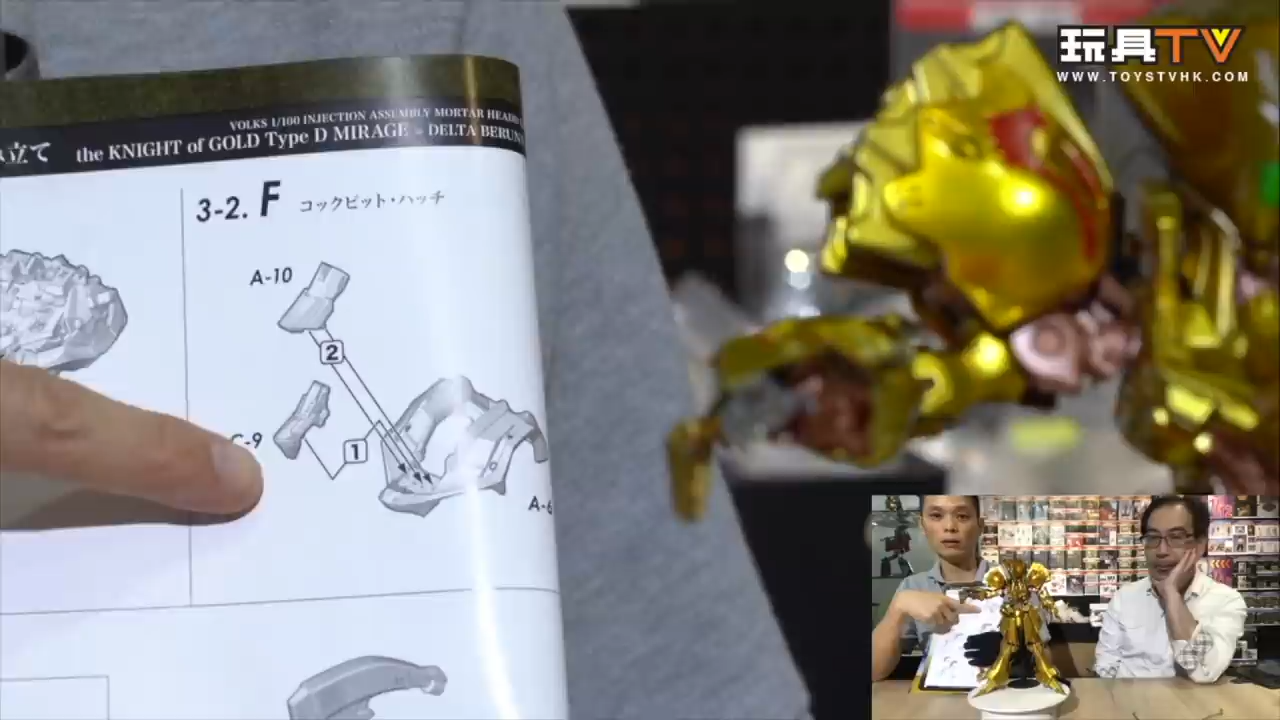 玩具TV
WWW.TOYSTVHK.COM
VOLKS 1/100 INJECTION ASSEMBLY MORTAR HEADD
立て the KNIGHT of GOLD Type D MIRAGE - DELTA BERUN
3-2. F コックピット・ハッチ
A-10
2
C-9
1
A-6